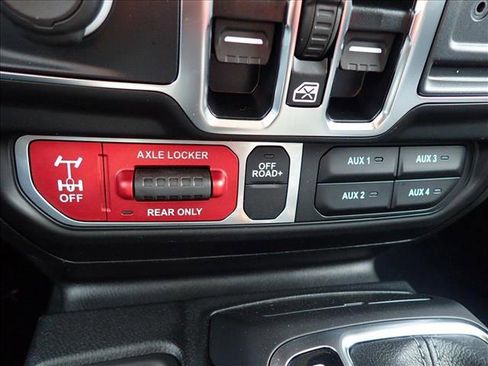 AXLE LOCKER
OFF
REAR ONLY
OFF
ROAD+
AUX 1
AUX 3
AUX 2
AUX 4